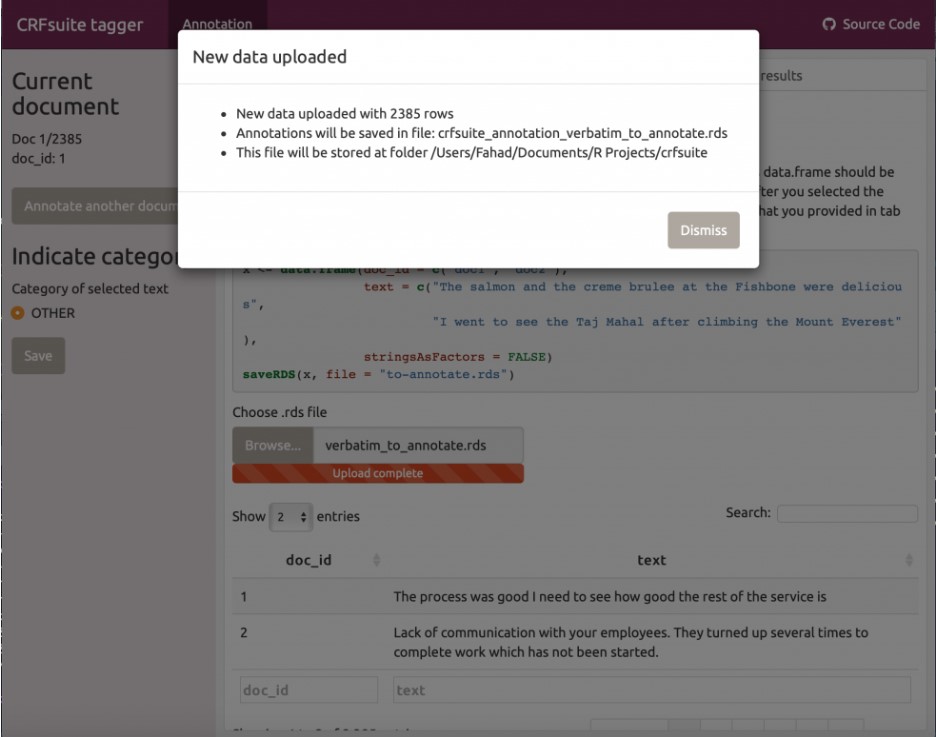 CRFsuite tagger
Annotation
Source Code
New data uploaded
New data uploaded with 2385 rows
Annotations will be saved in file: crfsuite_annotation_verbatim_to_annotate.rds
This file will be stored at folder /Users/Fahad/Documents/R Projects/crfsuite
Dismiss
Current
document
Doc 1/2385
doc_id: 1
Annotate another docum
Indicate categor
Category of selected text
OTHER
Save
results
data.frame should be
ter you selected the
hat you provided in tab
x <- data.frame(doc_id = c("doc1", "doc2"),
text = c("The salmon and the creme brulee at the Fishbone were deliciou
s",
"I went to see the Taj Mahal after climbing the Mount Everest"
),
stringsAsFactors = FALSE)
saveRDS(x, file = "to-annotate.rds")
Choose .rds file
Browse... verbatim_to_annotate.rds
Upload complete
Show 2 entries
Search:
doc_id text
1 The process was good I need to see how good the rest of the service is
2 Lack of communication with your employees. They turned up several times to
complete work which has not been started.
doc_id text